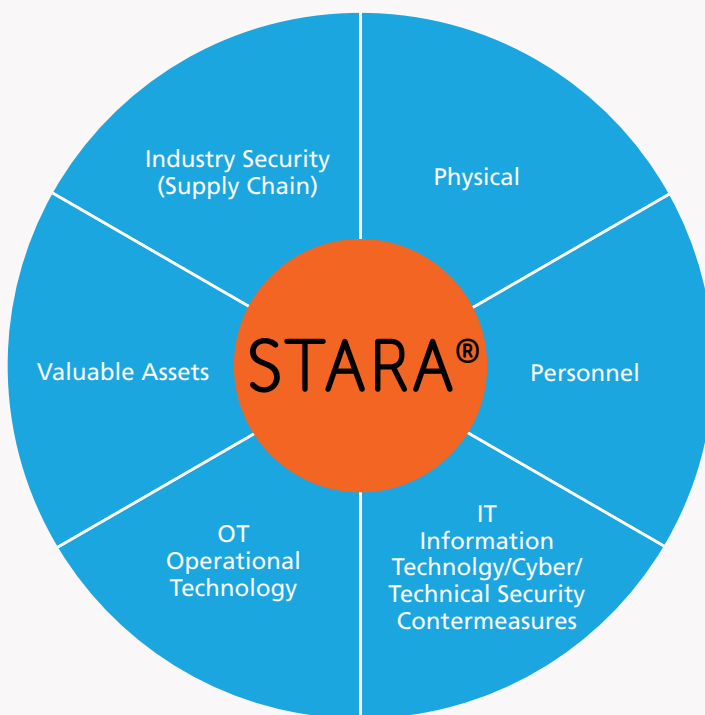 Industry Security
(Supply Chain)
Physical
Valuable Assets
STARA®
Personnel
OT
Operational
Technology
IT
Information
Technolgy/Cyber/
Technical Security
Contermeasures